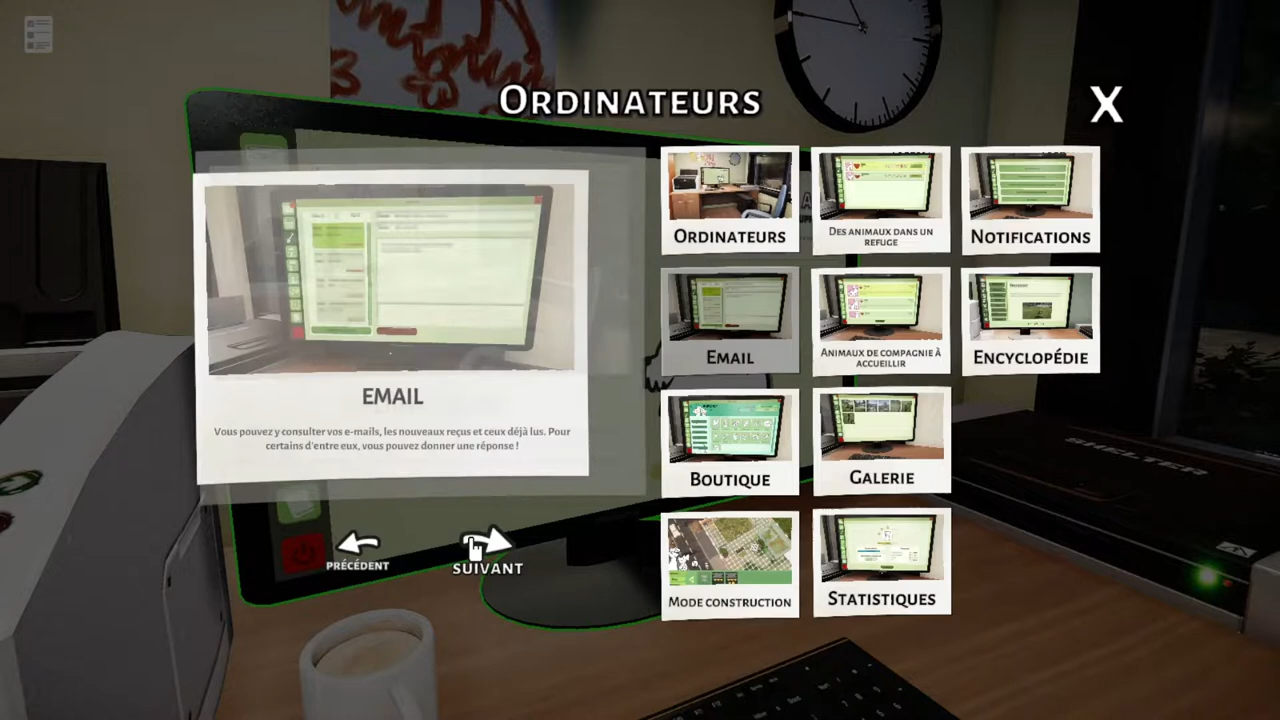 ORDINATEURS
X
EMAIL
Vous pouvez y consulter vos e-mails, les nouveaux reçus et ceux déjà lus. Pour
certains d'entre eux, vous pouvez donner une réponse !
PRÉCÉDENT
SUIVANT
ORDINATEURS
DES ANIMAUX DANS UN
REFUGE
NOTIFICATIONS
EMAIL
ANIMAUX DE COMPAGNIE À
ACCUEILLIR
ENCYCLOPÉDIE
BOUTIQUE
GALERIE
MODE CONSTRUCTION
STATISTIQUES
SHELTER